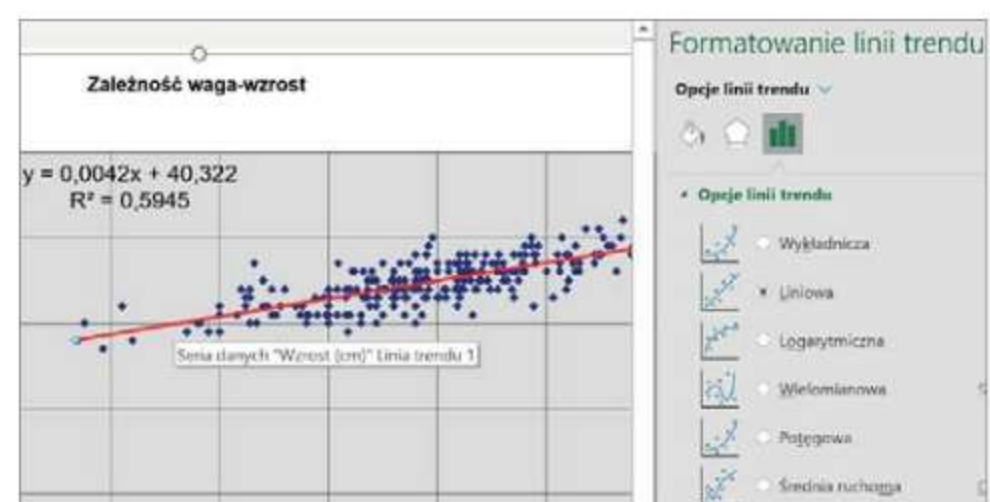 Zależność waga-wzrost
y = 0,0042x + 40,322
R² = 0,5945
Seria danych "Wzrost (cm)" Linia trendu 1
Formatowanie linii trendu
Opcje linii trendu
Opcje linii trendu
Wykładnicza
Liniowa
Logarytmiczna
Wielomianowa
Potęgowa
Średnia ruchoma